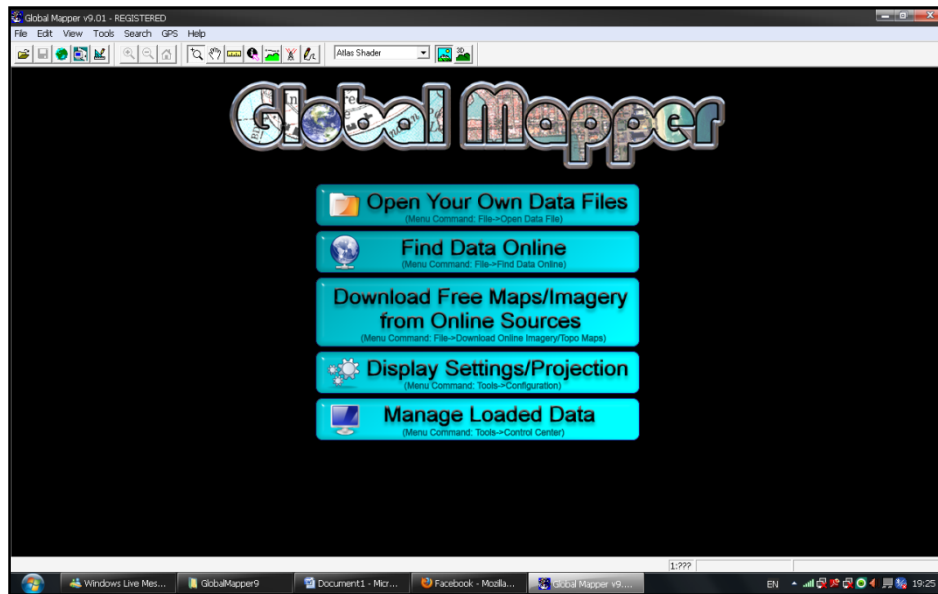 Global Mapper v9.01 - REGISTERED
File Edit View Tools Search GPS Help
Atlas Shader
3D
Global Mapper
Open Your Own Data Files
(Menu Command: File->Open Data File)
Find Data Online
(Menu Command: File->Find Data Online)
Download Free Maps/Imagery
from Online Sources
(Menu Command: File->Download Online Imagery/Topo Maps)
Display Settings/Projection
(Menu Command: Tools->Configuration)
Manage Loaded Data
(Menu Command: Tools->Control Center)
1:???
Windows Live Mes... GlobalMapper9 Document1 - Micr... Facebook - Mozilla... Global Mapper v9.... EN 19:25